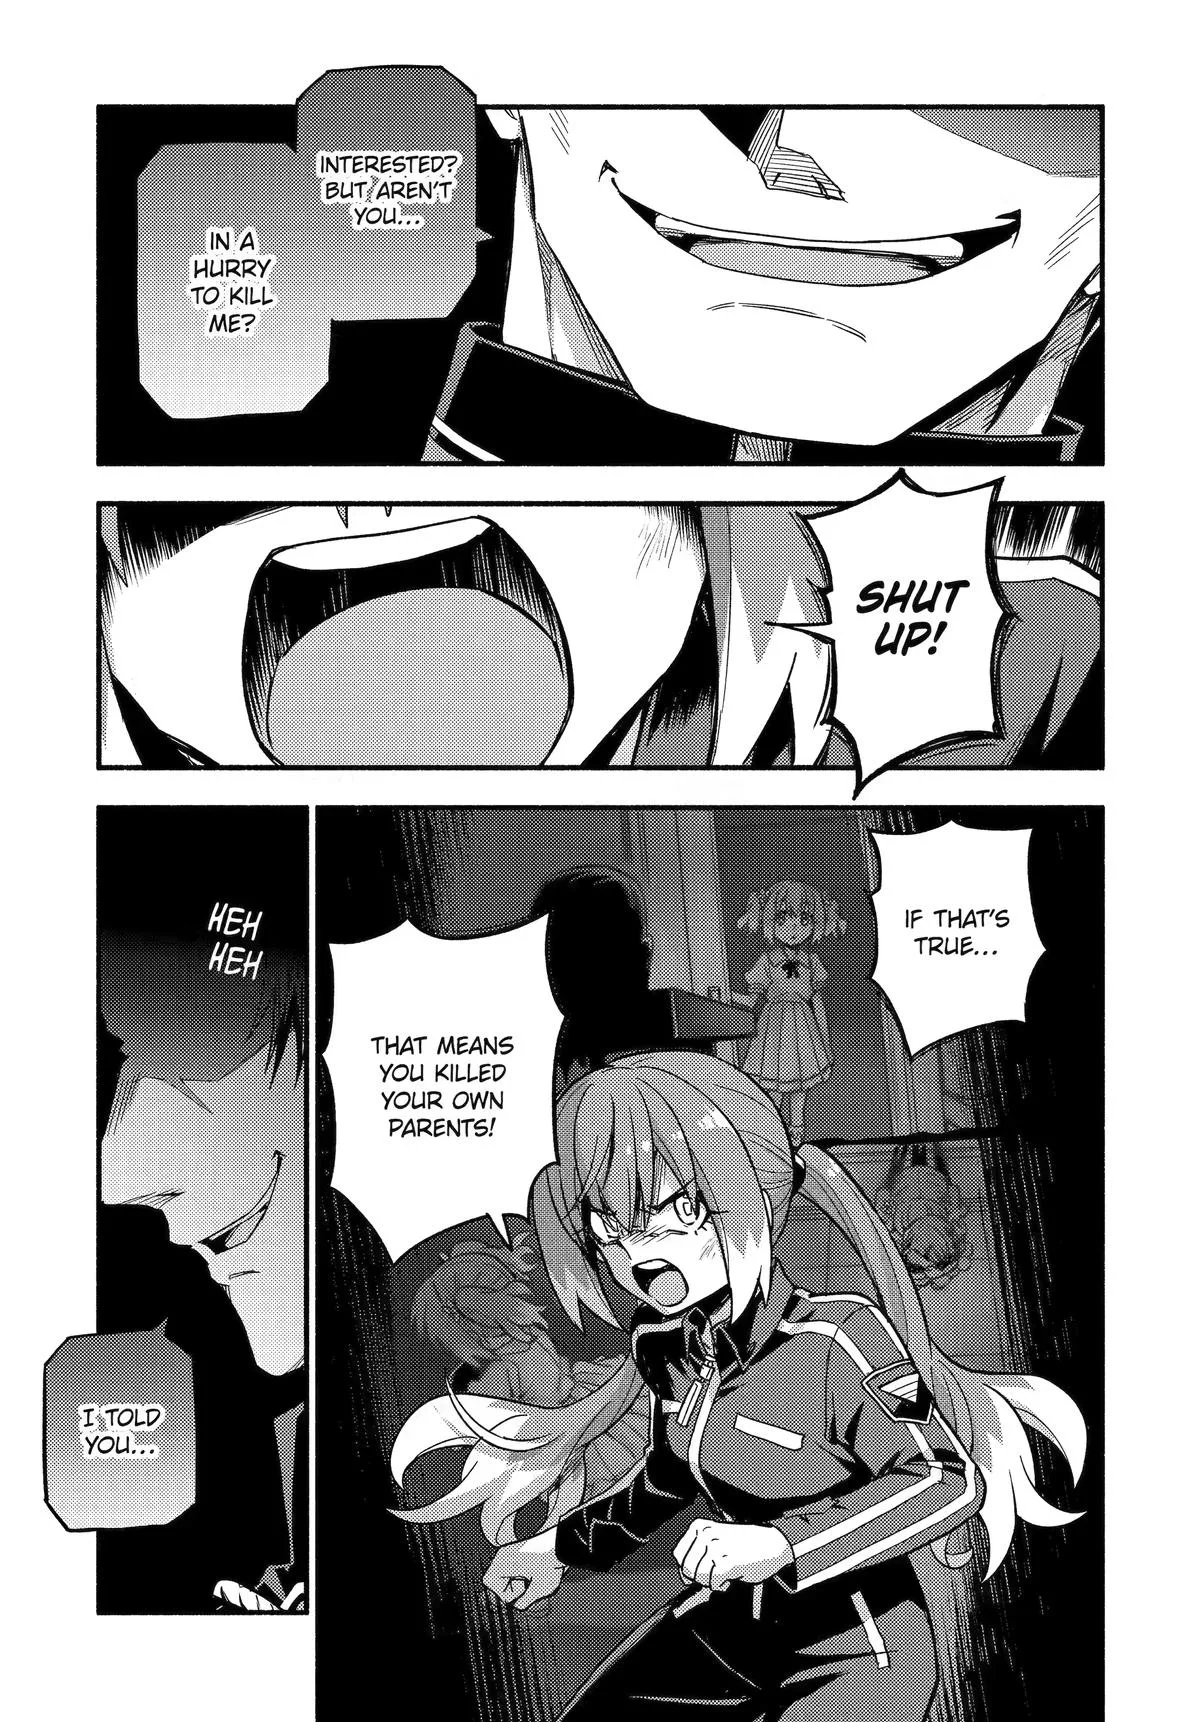 INTERESTED?
BUT AREN'T
YOU...
IN A
HURRY
TO KILL
ME?
SHUT
UP!
IF THAT'S
TRUE...
THAT MEANS
YOU KILLED
YOUR OWN
PARENTS!
HEH
HEH
I TOLD
YOU...